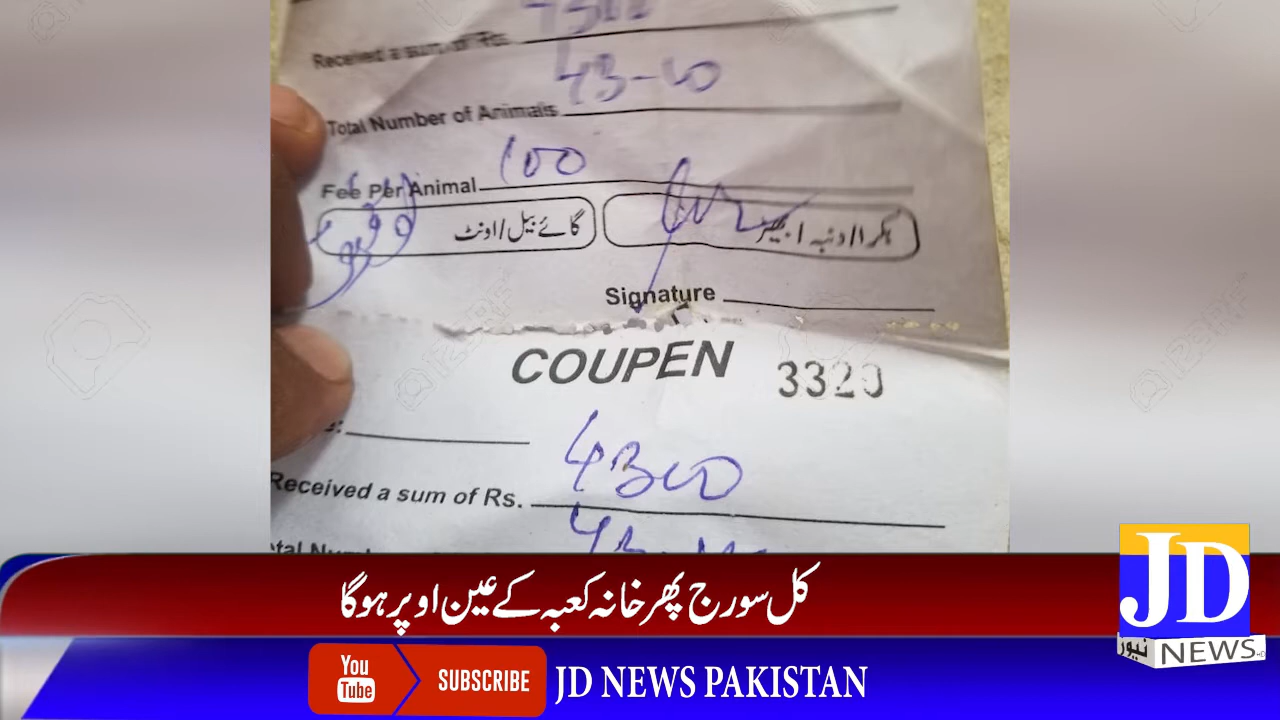 Received a sum of Rs.
43-00
Total Number of Animals
Fee Per Animal 100
گائے بیل/اونٹ بکرا/دنبہ/بھیڑ
Signature
COUPEN 3320
Received a sum of Rs. 4300
کل سورج پھر خانہ کعبہ کے عین اوپر ہوگا
You Tube SUBSCRIBE JD NEWS PAKISTAN
JD
نیوز NEWS HD